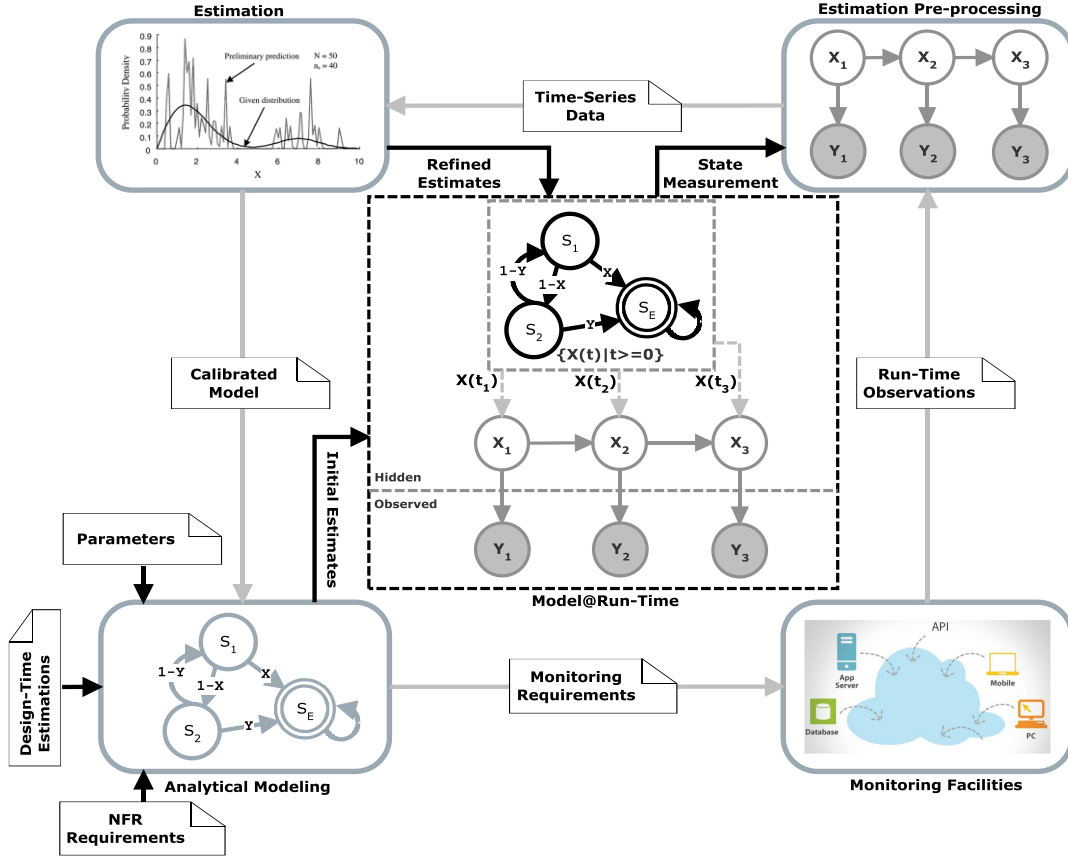 Estimation
Estimation Pre-processing
0.9
0.8
0.7
0.6
0.5
0.4
0.3
0.2
0.1
0
Probability Density
Preliminary prediction
N = 50
nₛ = 40
Given distribution
0 2 4 6 8 10
X
Time-Series
Data
X₁ X₂ X₃
Y₁ Y₂ Y₃
Refined
Estimates
State
Measurement
S₁
1-Y
X
1-X
S_E
S₂
Y
{X(t)|t>=0}
X(t₁) X(t₂) X(t₃)
X₁ X₂ X₃
Hidden
Observed
Y₁ Y₂ Y₃
Model@Run-Time
Calibrated
Model
Run-Time
Observations
Initial Estimates
Parameters
Design-Time
Estimations
S₁
1-Y
X
1-X
S_E
S₂
Y
Analytical Modeling
NFR
Requirements
Monitoring
Requirements
API
App
Server
Mobile
Database
PC
Monitoring Facilities